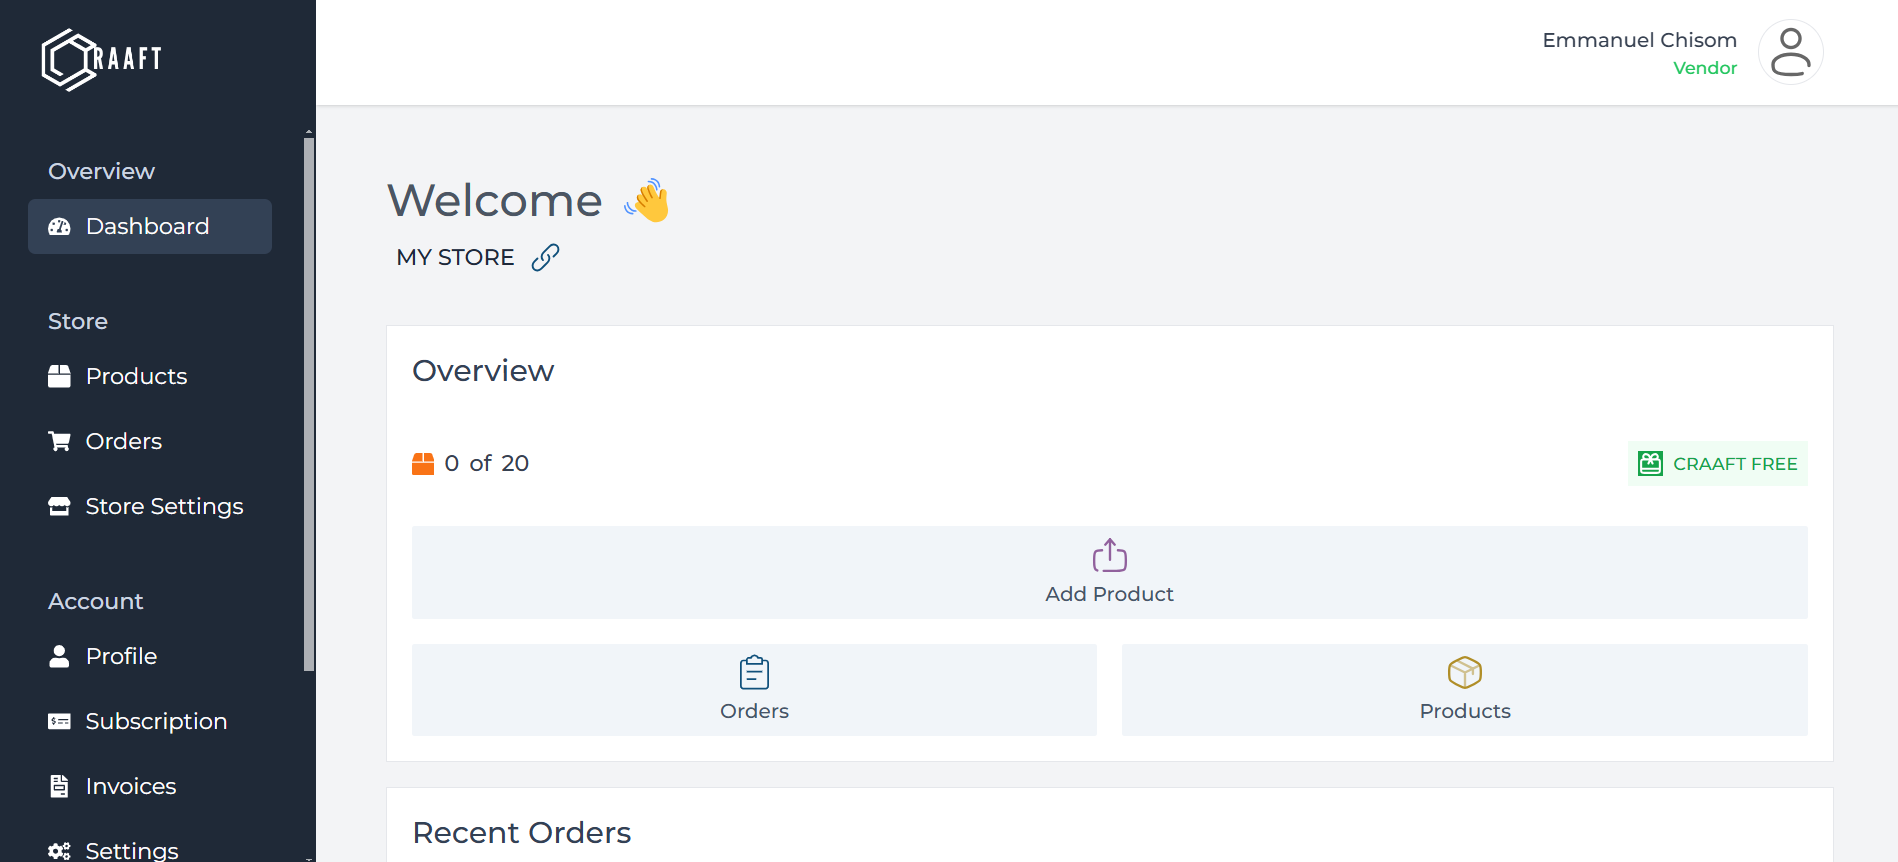 CRAAFT
Emmanuel Chisom
Vendor
Overview
Dashboard
Store
Products
Orders
Store Settings
Account
Profile
Subscription
Invoices
Settings
Welcome 👋
MY STORE
Overview
0 of 20
CRAAFT FREE
Add Product
Orders
Products
Recent Orders